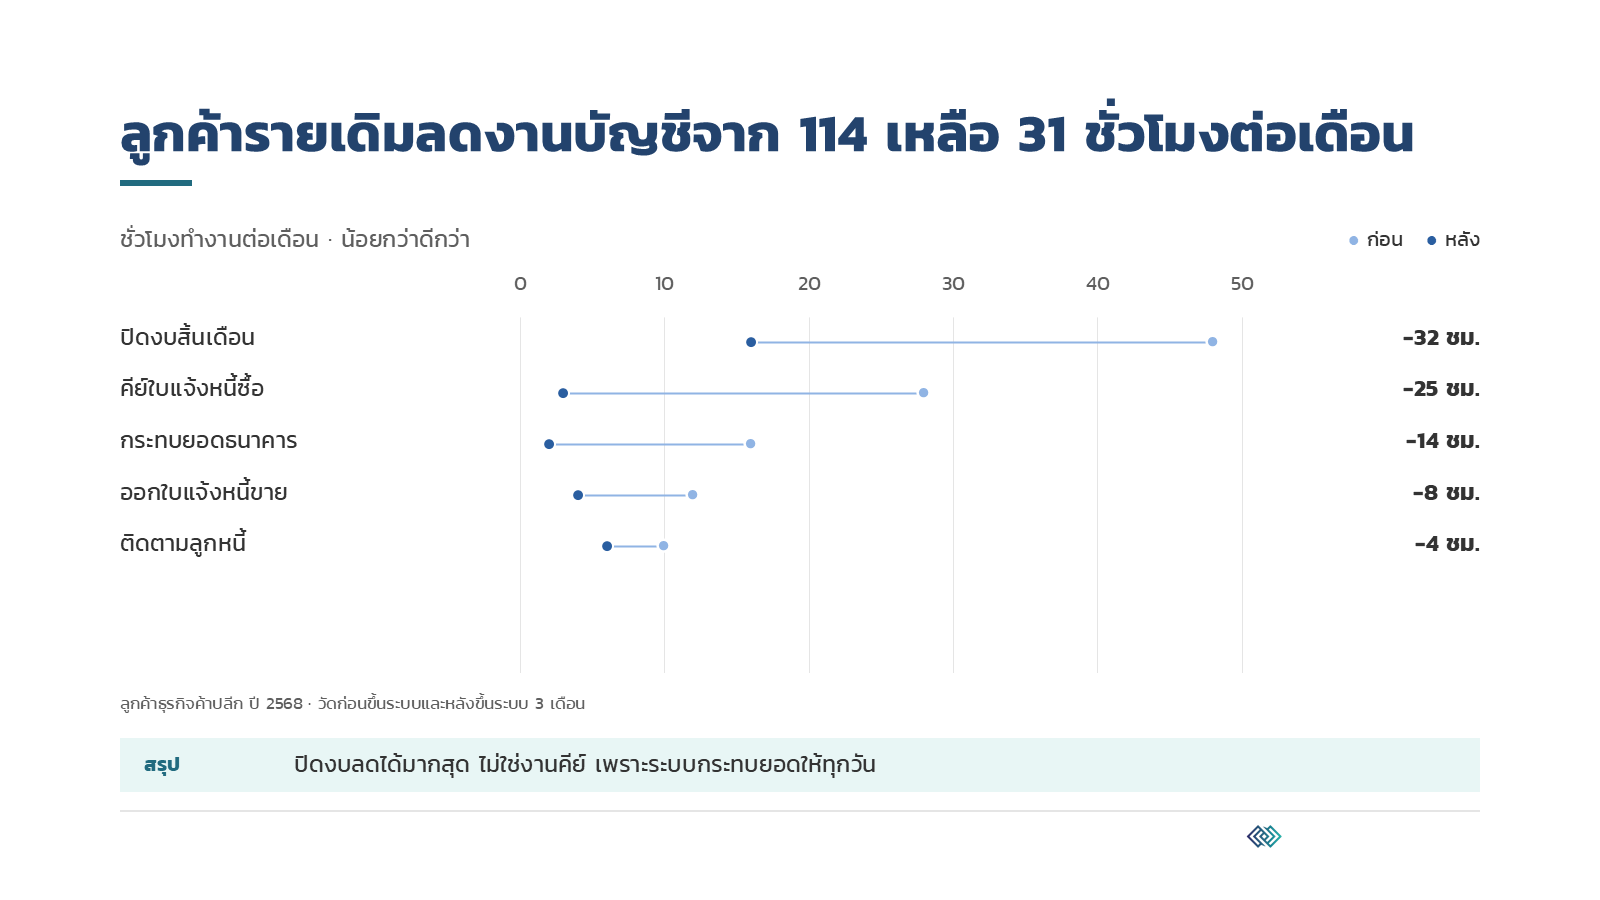 ลูกค้ารายเดิมลดงานบัญชีจาก 114 เหลือ 31 ชั่วโมงต่อเดือน
ชั่วโมงทำงานต่อเดือน · น้อยกว่าดีกว่า
ก่อน หลัง
0 10 20 30 40 50
ปิดงบสิ้นเดือน -32 ชม.
คีย์ใบแจ้งหนี้ซื้อ -25 ชม.
กระทบยอดธนาคาร -14 ชม.
ออกใบแจ้งหนี้ขาย -8 ชม.
ติดตามลูกหนี้ -4 ชม.
ลูกค้าธุรกิจค้าปลีก ปี 2568 · วัดก่อนขึ้นระบบและหลังขึ้นระบบ 3 เดือน
สรุป ปิดงบลดได้มากสุด ไม่ใช่งานคีย์ เพราะระบบกระทบยอดให้ทุกวัน